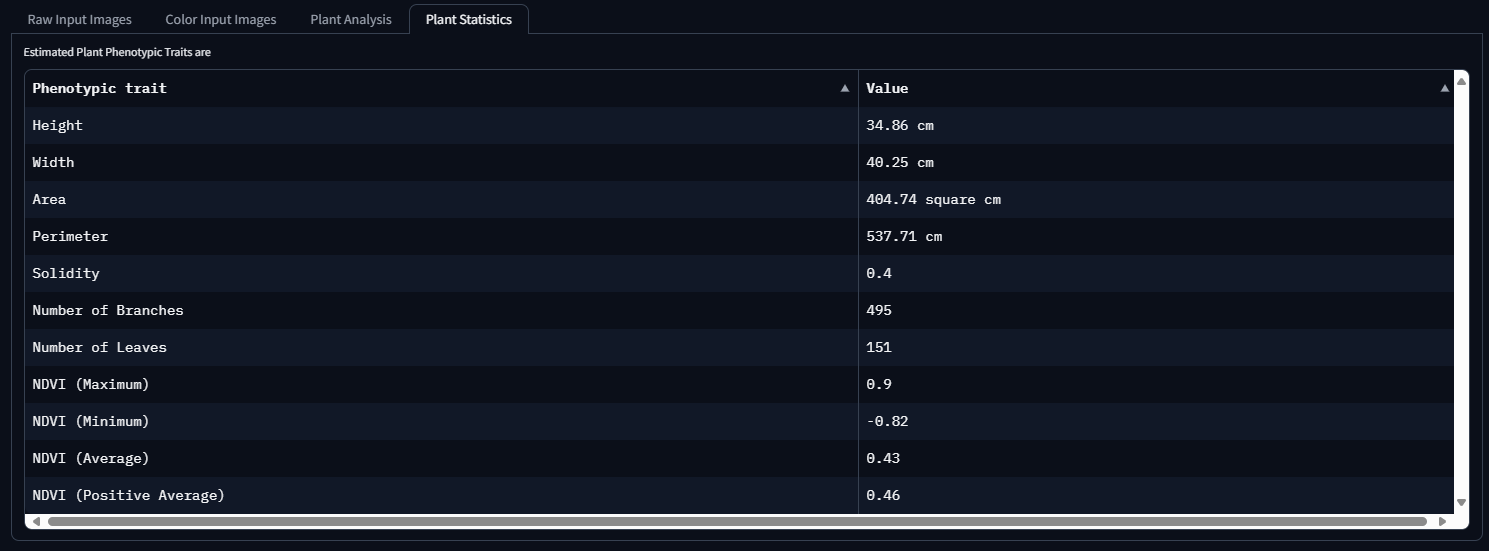 Raw Input Images Color Input Images Plant Analysis Plant Statistics
Estimated Plant Phenotypic Traits are
Phenotypic trait Value
Height 34.86 cm
Width 40.25 cm
Area 404.74 square cm
Perimeter 537.71 cm
Solidity 0.4
Number of Branches 495
Number of Leaves 151
NDVI (Maximum) 0.9
NDVI (Minimum) -0.82
NDVI (Average) 0.43
NDVI (Positive Average) 0.46